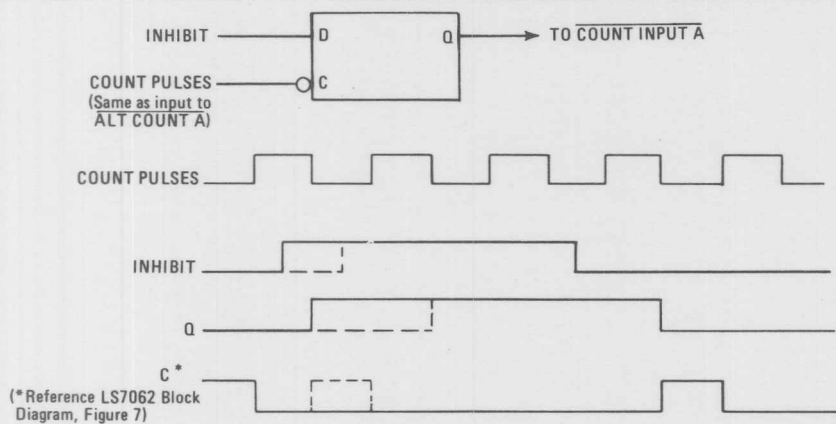 INHIBIT
D
Q
TO COUNT INPUT A
COUNT PULSES
(Same as input to
ALT COUNT A)
C
COUNT PULSES
INHIBIT
Q
C*
(*Reference LS7062 Block
Diagram, Figure 7)